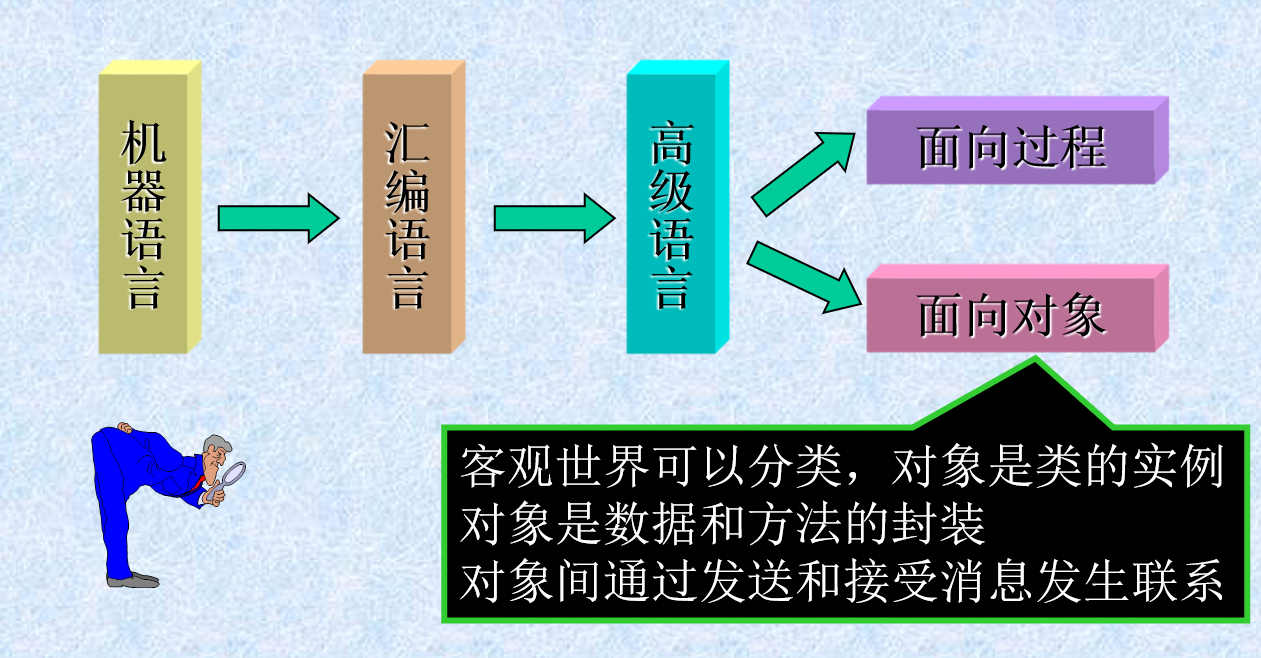 机器语言
汇编语言
高级语言
面向过程
面向对象
客观世界可以分类，对象是类的实例
对象是数据和方法的封装
对象间通过发送和接受消息发生联系